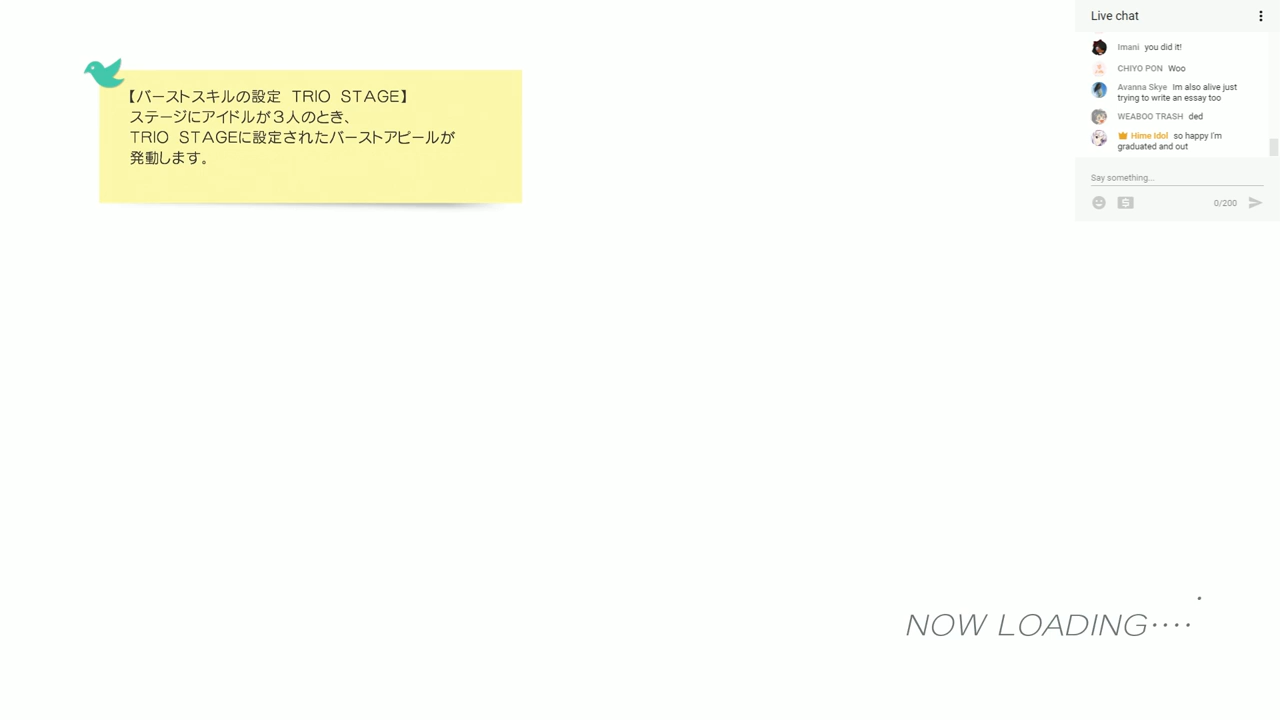 【バーストスキルの設定 TRIO STAGE】
ステージにアイドルが3人のとき、
TRIO STAGEに設定されたバーストアピールが
発動します。
Live chat
Imani you did it!
CHIYO PON Woo
Avanna Skye Im also alive just
trying to write an essay too
WEABOO TRASH ded
Hime Idol so happy I'm
graduated and out
Say something...
0/200
NOW LOADING····